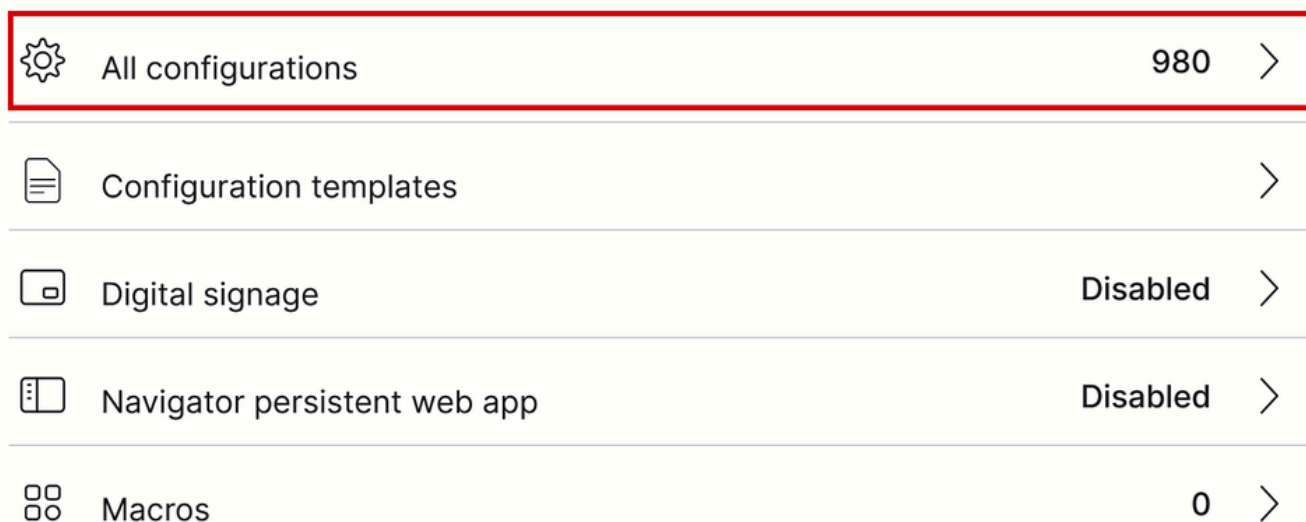 All configurations 980
Configuration templates
Digital signage Disabled
Navigator persistent web app Disabled
Macros 0